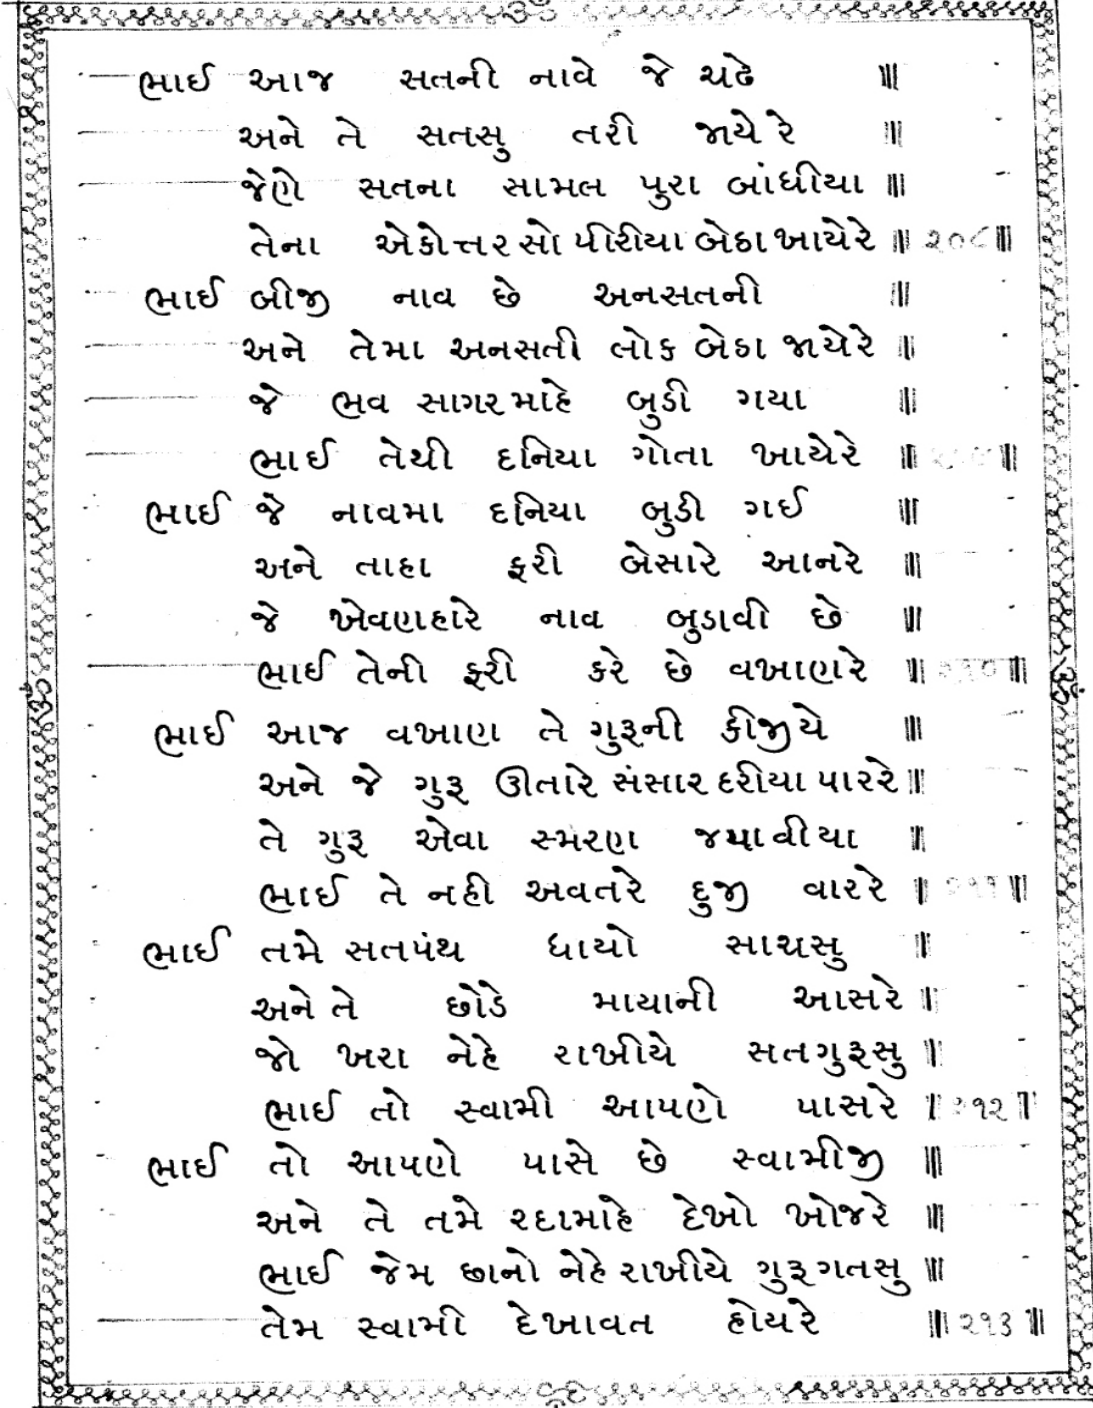 ભાઈ આજ સતની નાવે જે ચઢે ॥
અને તે સતસુ તરી જાયે રે ॥
જેણે સતના સામલ પુરા બાંધીયા ॥
તેના એકોત્તર સો પીરીયા બેઠા ખાયેરે ॥ ૨૦૮ ॥
ભાઈ બીજી નાવ છે અનસતની ॥
અને તેમા અનસતી લોક બેઠા જાયેરે ॥
જે ભવ સાગર માહે બુડી ગયા ॥
ભાઈ તેથી દનિયા ગોતા ખાયેરે ॥ ॥
ભાઈ જે નાવમા દનિયા બુડી ગઈ ॥
અને તાહા ફરી બેસારે આનરે ॥
જે ખેવણહારે નાવ બુડાવી છે ॥
ભાઈ તેની ફરી કરે છે વખાણરે ॥ ૨૧૦ ॥
ભાઈ આજ વખાણ તે ગુરૂની કીજીયે ॥
અને જે ગુરૂ ઊતારે સંસાર દરીયા પારરે ॥
તે ગુરૂ એવા સ્મરણ જપાવીયા ॥
ભાઈ તે નહી અવતરે દુજી વારરે ॥ ૨૧૧ ॥
ભાઈ તમે સતપંથ ધાયો સાચસુ ॥
અને તે છોડે માયાની આસરે ॥
જો ખરા નેહે રાખીયે સતગુરૂસુ ॥
ભાઈ તો સ્વામી આપણે પાસરે ॥ ૨૧૨ ॥
ભાઈ તો આપણે પાસે છે સ્વામીજી ॥
અને તે તમે રદામાહે દેખો ખોજરે ॥
ભાઈ જેમ છાનો નેહે રાખીયે ગુરૂગતસુ ॥
તેમ સ્વામી દેખાવત હોયરે ॥ ૨૧૩ ॥